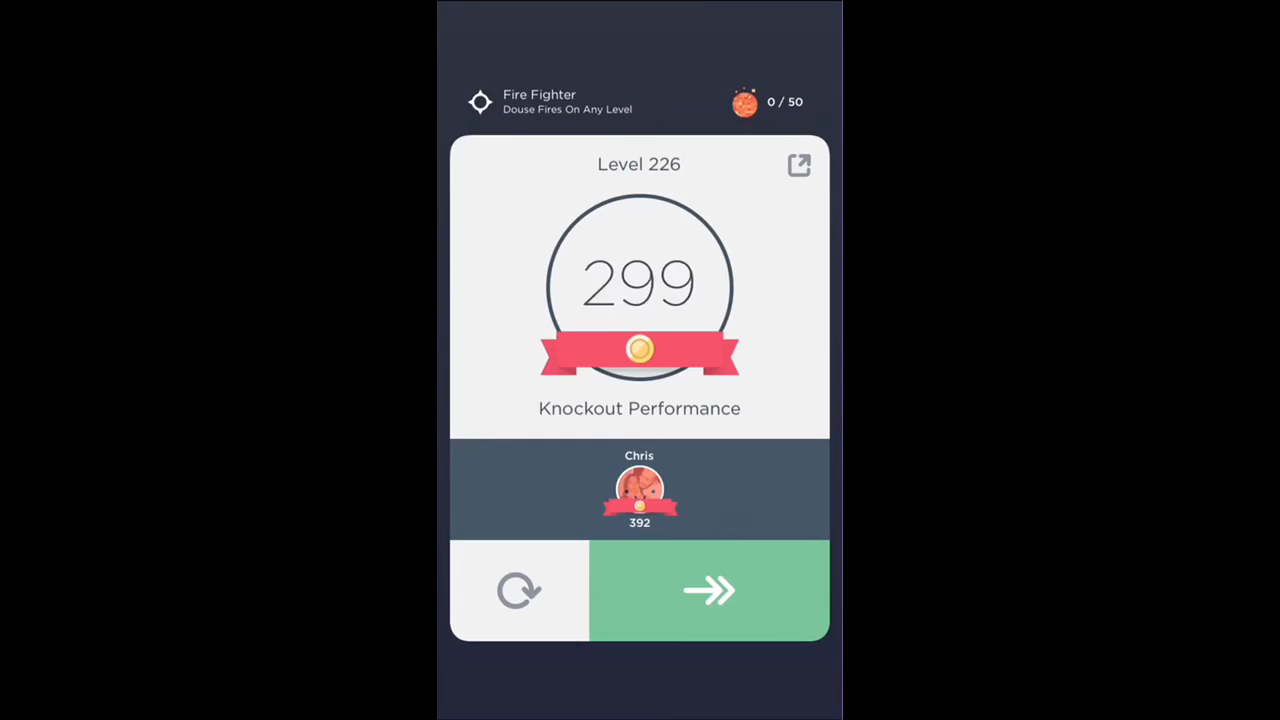 Fire Fighter
Douse Fires On Any Level
0 / 50
Level 226
299
Knockout Performance
Chris
392